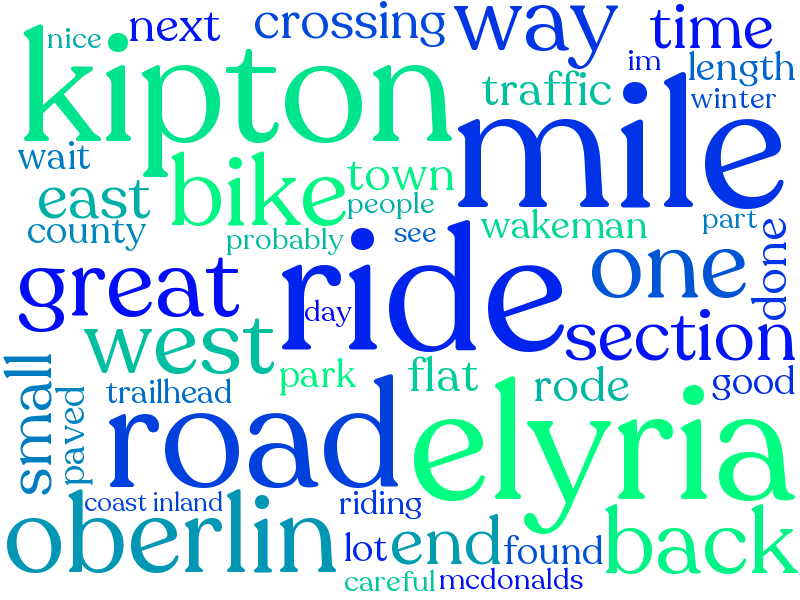 nice
next
crossing
way
time
kipton
im
length
traffic
winter
mile
wait
bike
town
east
people
county
probably
see
wakeman
part
done
great
ride
one
day
west
section
small
paved
trailhead
park
flat
rode
good
road
elyria
oberlin
coast inland
riding
lot
end
found
back
careful
mcdonalds